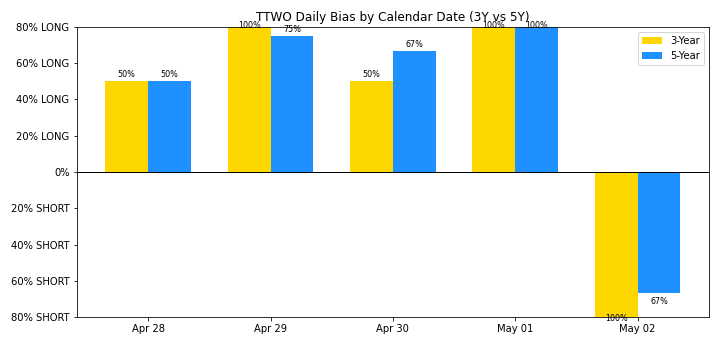 TTWO Daily Bias by Calendar Date (3Y vs 5Y)
80% LONG
60% LONG
40% LONG
20% LONG
0%
20% SHORT
40% SHORT
60% SHORT
80% SHORT
50%
50%
100%
75%
50%
67%
100%
100%
100%
67%
3-Year
5-Year
Apr 28
Apr 29
Apr 30
May 01
May 02